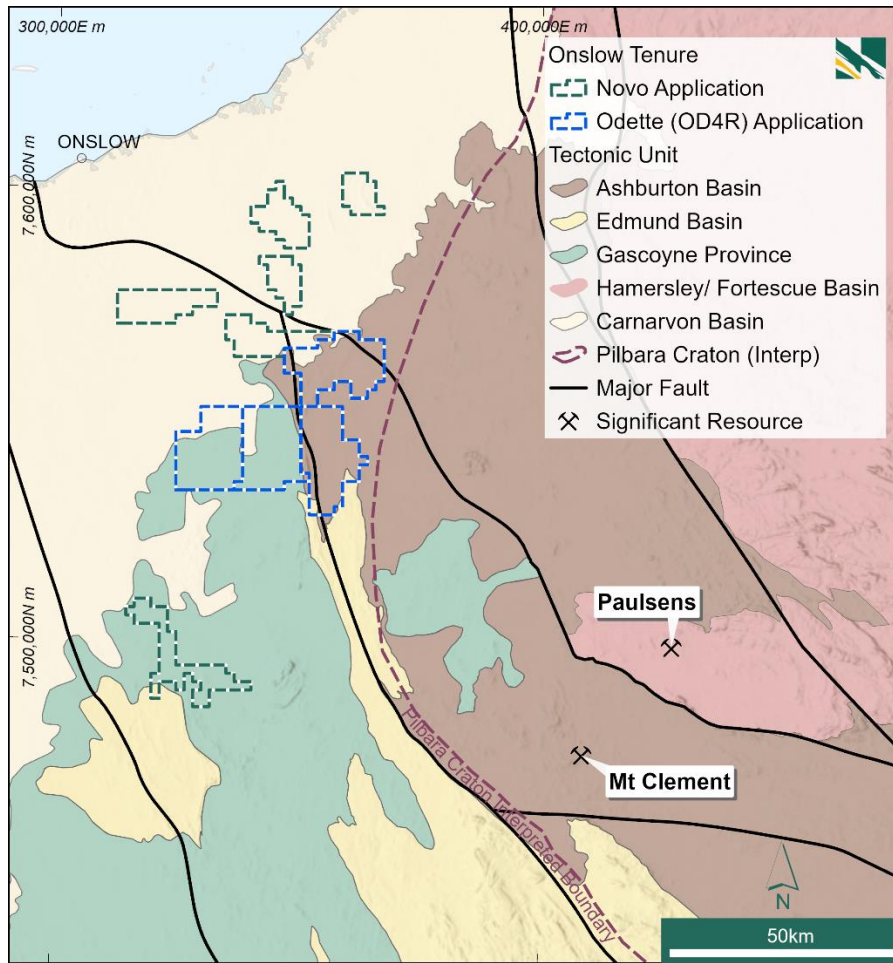 300,000E m
400,000E m
7,600,000N m
7,500,000N m
ONSLOW
Onslow Tenure
Novo Application
Odette (OD4R) Application
Tectonic Unit
Ashburton Basin
Edmund Basin
Gascoyne Province
Hamersley/ Fortescue Basin
Carnarvon Basin
Pilbara Craton (Interp)
Major Fault
Significant Resource
Paulsens
Mt Clement
Pilbara Craton Interpreted Boundary
N
50km